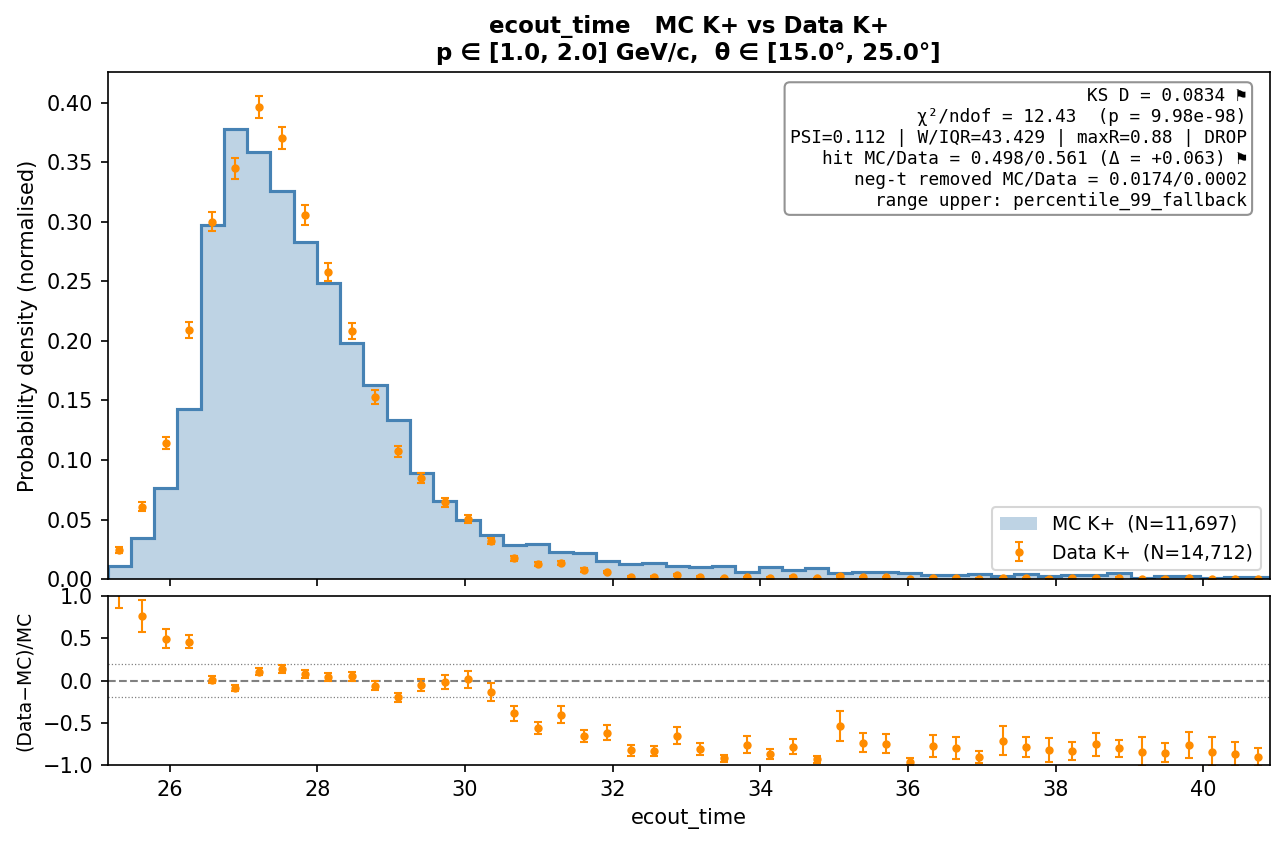 ecout_time   MC K+ vs Data K+
p ∈ [1.0, 2.0] GeV/c,  θ ∈ [15.0°, 25.0°]
KS D = 0.0834 ⚑
χ²/ndof = 12.43  (p = 9.98e-98)
PSI=0.112 | W/IQR=43.429 | maxR=0.88 | DROP
hit MC/Data = 0.498/0.561 (Δ = +0.063) ⚑
neg-t removed MC/Data = 0.0174/0.0002
range upper: percentile_99_fallback
Probability density (normalised)
0.40
0.35
0.30
0.25
0.20
0.15
0.10
0.05
0.00
MC K+  (N=11,697)
Data K+  (N=14,712)
(Data−MC)/MC
1.0
0.5
0.0
−0.5
−1.0
26 28 30 32 34 36 38 40
ecout_time